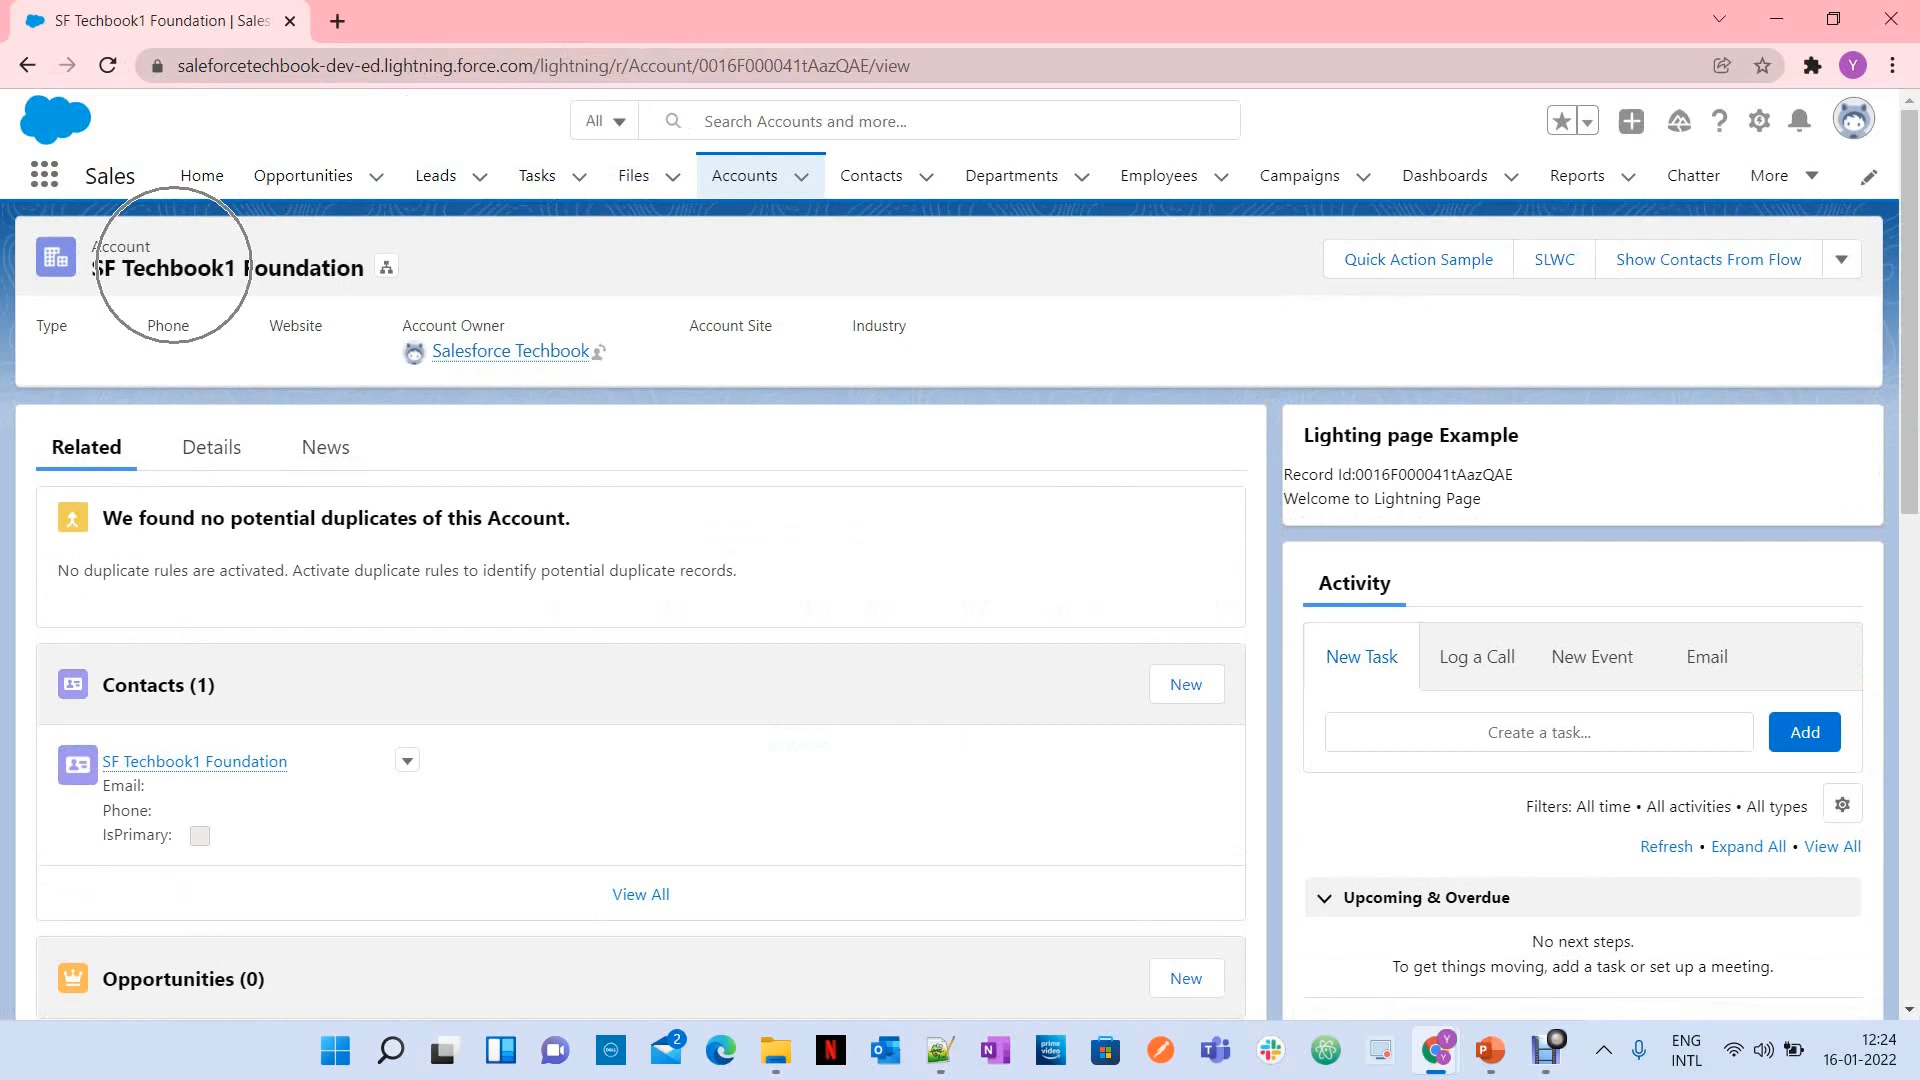 SF Techbook1 Foundation | Sales
saleforcetechbook-dev-ed.lightning.force.com/lightning/r/Account/0016F000041tAazQAE/view
Y
All
Search Accounts and more...
Sales
Home
Opportunities
Leads
Tasks
Files
Accounts
Contacts
Departments
Employees
Campaigns
Dashboards
Reports
Chatter
More
Account
SF Techbook1 Foundation
Quick Action Sample
SLWC
Show Contacts From Flow
Type
Phone
Website
Account Owner
Account Site
Industry
Salesforce Techbook
Related
Details
News
We found no potential duplicates of this Account.
No duplicate rules are activated. Activate duplicate rules to identify potential duplicate records.
Contacts (1)
New
SF Techbook1 Foundation
Email:
Phone:
IsPrimary:
View All
Opportunities (0)
New
Lighting page Example
Record Id:0016F000041tAazQAE
Welcome to Lightning Page
Activity
New Task
Log a Call
New Event
Email
Create a task...
Add
Filters: All time • All activities • All types
Refresh • Expand All • View All
Upcoming & Overdue
No next steps.
To get things moving, add a task or set up a meeting.
2
DELL
N
prime video
ENG
INTL
12:24
16-01-2022